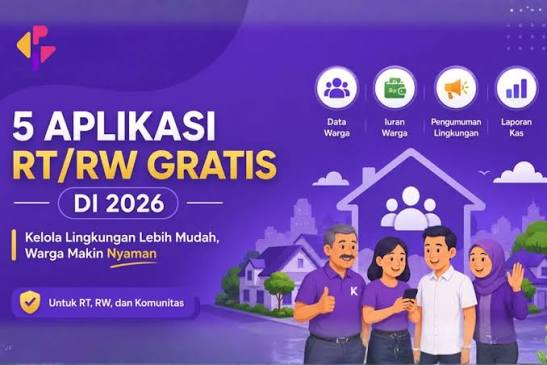 5 APLIKASI
RT/RW GRATIS
DI 2026
Kelola Lingkungan Lebih Mudah,
Warga Makin Nyaman
Untuk RT, RW, dan Komunitas
Data
Warga
Iuran
Warga
Pengumuman
Lingkungan
Laporan
Kas
Rp
K